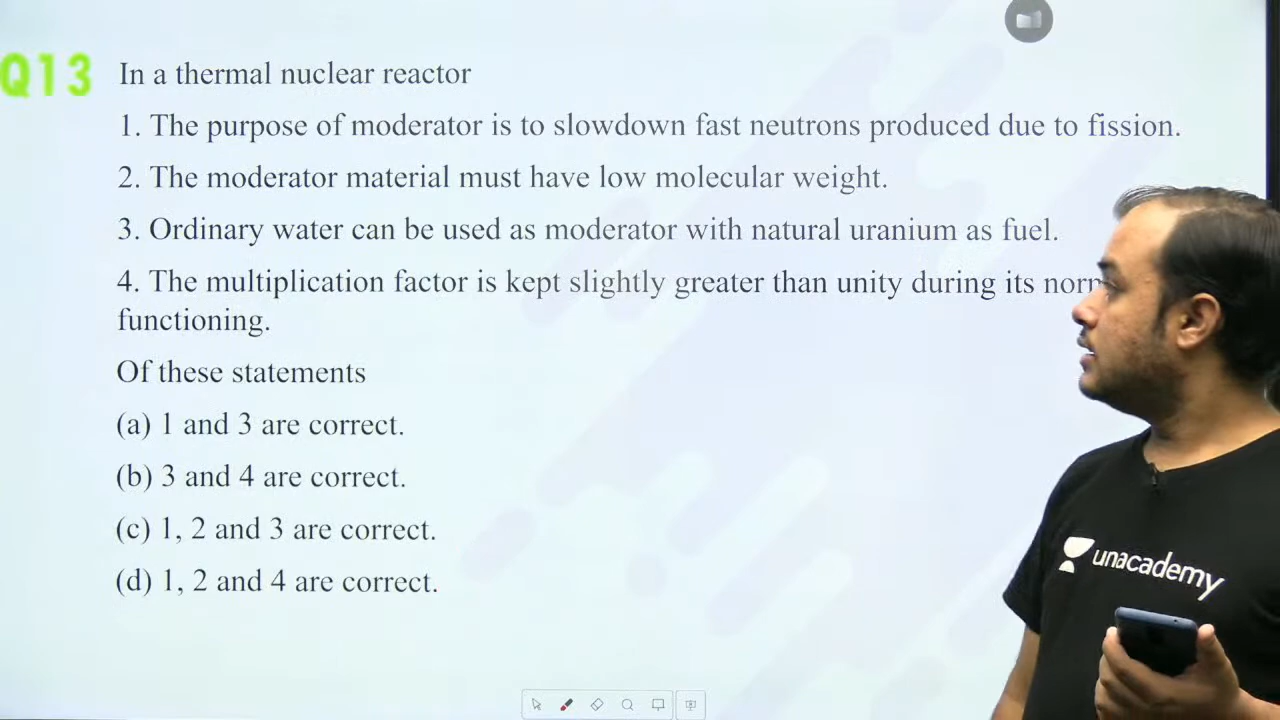 Q13
In a thermal nuclear reactor
1. The purpose of moderator is to slowdown fast neutrons produced due to fission.
2. The moderator material must have low molecular weight.
3. Ordinary water can be used as moderator with natural uranium as fuel.
4. The multiplication factor is kept slightly greater than unity during its
functioning.
Of these statements
(a) 1 and 3 are correct.
(b) 3 and 4 are correct.
(c) 1, 2 and 3 are correct.
(d) 1, 2 and 4 are correct.
unacademy